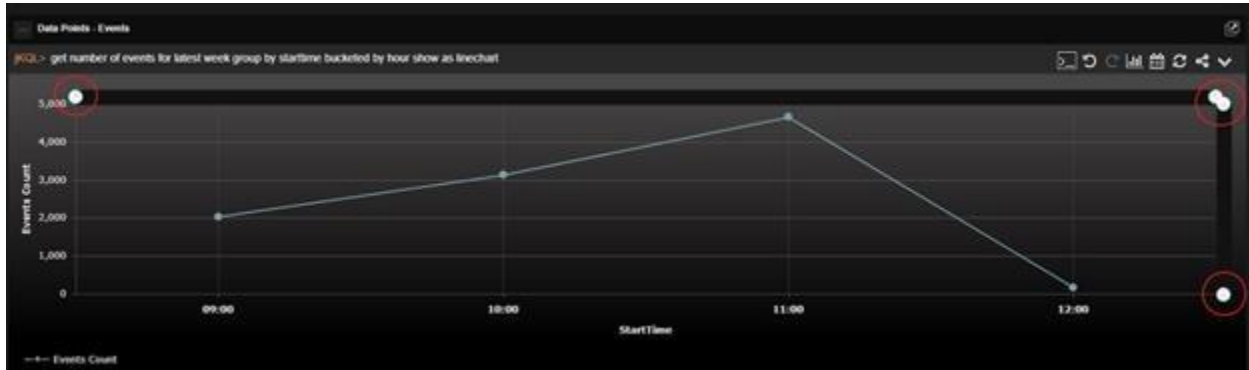 Data Points - Events
jKQL> get number of events for latest week group by starttime bucketed by hour show as linechart
5,000
4,000
3,000
2,000
1,000
0
Events Count
09:00
10:00
11:00
12:00
StartTime
Events Count